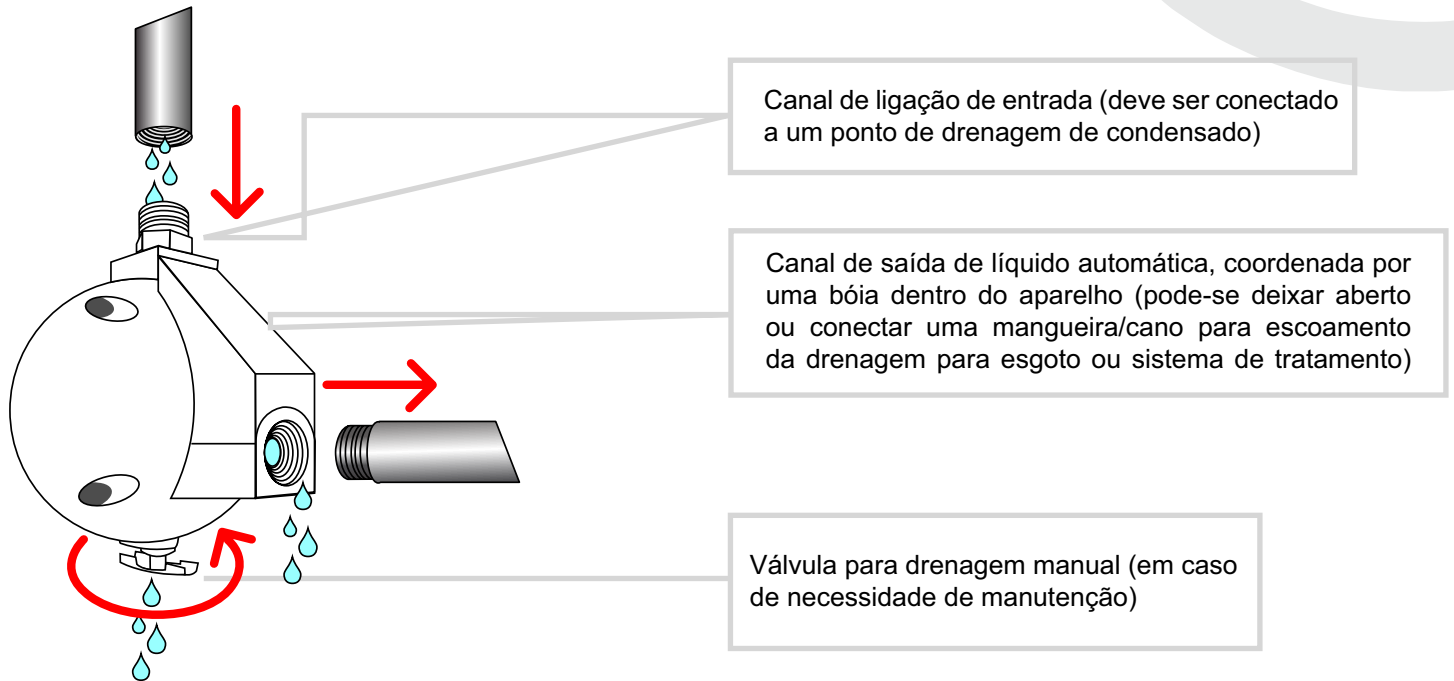 Canal de ligação de entrada (deve ser conectado
a um ponto de drenagem de condensado)
Canal de saída de líquido automática, coordenada por
uma bóia dentro do aparelho (pode-se deixar aberto
ou conectar uma mangueira/cano para escoamento
da drenagem para esgoto ou sistema de tratamento)
Válvula para drenagem manual (em caso
de necessidade de manutenção)